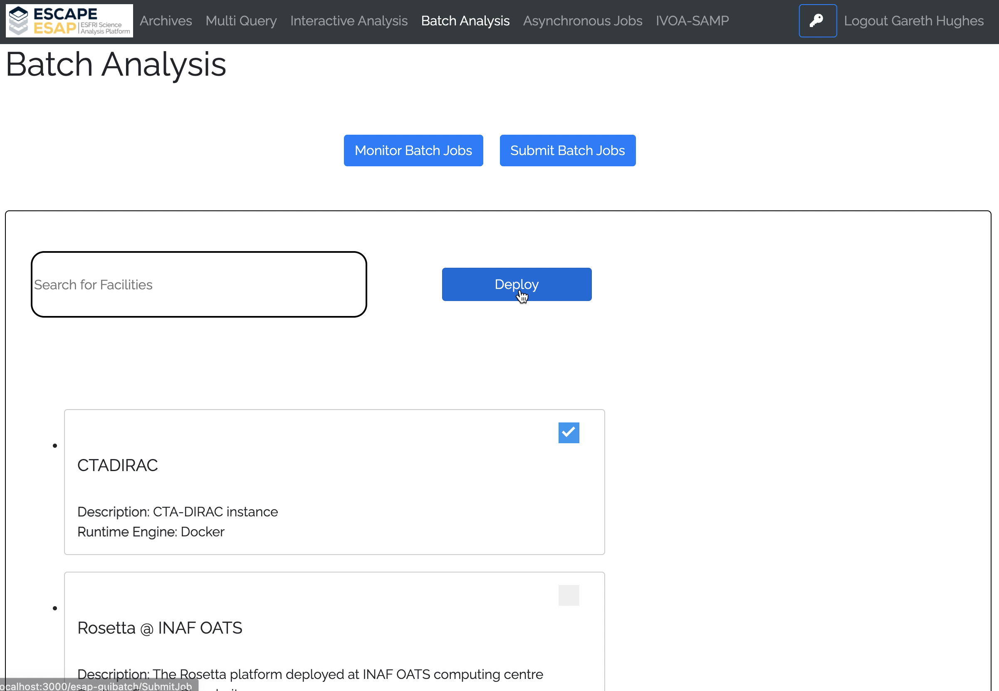 ESCAPE
ESAP ESFRI Science
Analysis Platform
Archives Multi Query Interactive Analysis Batch Analysis Asynchronous Jobs IVOA-SAMP Logout Gareth Hughes
Batch Analysis
Monitor Batch Jobs Submit Batch Jobs
Search for Facilities Deploy
CTADIRAC
Description: CTA-DIRAC instance
Runtime Engine: Docker
Rosetta @ INAF OATS
Description: The Rosetta platform deployed at INAF OATS computing centre
ocalhost:3000/esap-guibatch/SubmitJob